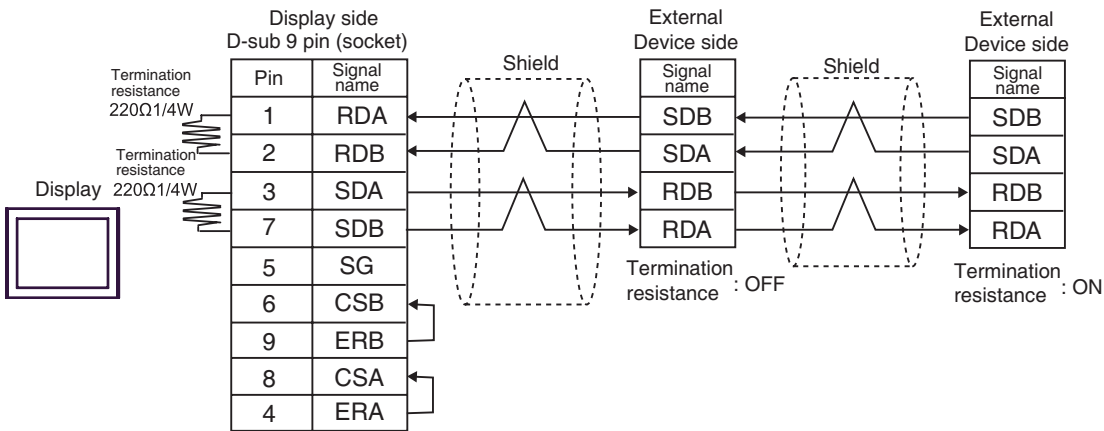 Display side
D-sub 9 pin (socket)
External
Device side
External
Device side
Termination
resistance
220Ω1/4W
Termination
resistance
220Ω1/4W
Display
Pin Signal name
1 RDA
2 RDB
3 SDA
7 SDB
5 SG
6 CSB
9 ERB
8 CSA
4 ERA
Shield
Signal
name
SDB
SDA
RDB
RDA
Termination
resistance : OFF
Shield
Signal
name
SDB
SDA
RDB
RDA
Termination
resistance : ON